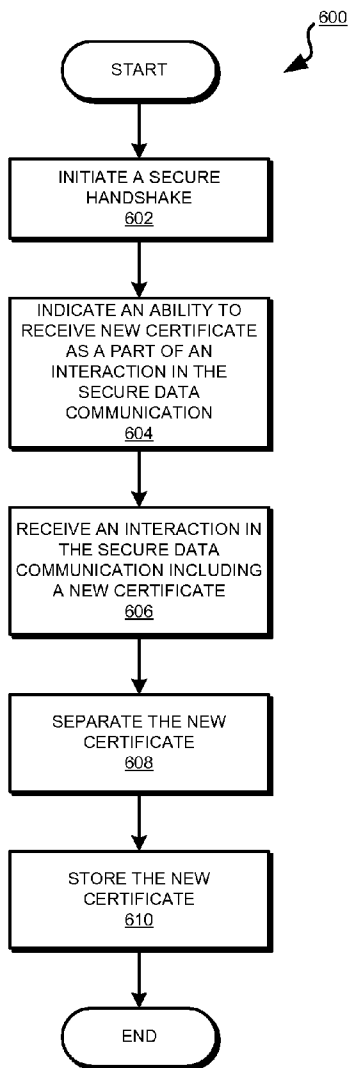 600
START
INITIATE A SECURE
HANDSHAKE
602
INDICATE AN ABILITY TO
RECEIVE NEW CERTIFICATE
AS A PART OF AN
INTERACTION IN THE
SECURE DATA
COMMUNICATION
604
RECEIVE AN INTERACTION IN
THE SECURE DATA
COMMUNICATION INCLUDING
A NEW CERTIFICATE
606
SEPARATE THE NEW
CERTIFICATE
608
STORE THE NEW
CERTIFICATE
610
END